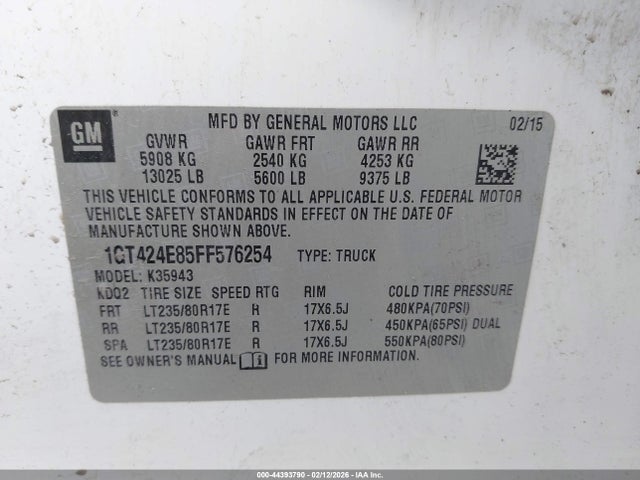 GM
MFD BY GENERAL MOTORS LLC 02/15
GVWR GAWR FRT GAWR RR
5908 KG 2540 KG 4253 KG
13025 LB 5600 LB 9375 LB
THIS VEHICLE CONFORMS TO ALL APPLICABLE U.S. FEDERAL MOTOR
VEHICLE SAFETY STANDARDS IN EFFECT ON THE DATE OF
MANUFACTURE SHOWN ABOVE.
1GT424E85FF576254 TYPE: TRUCK
MODEL: K35943
KDQ2 TIRE SIZE SPEED RTG RIM COLD TIRE PRESSURE
FRT LT235/80R17E R 17X6.5J 480KPA(70PSI)
RR LT235/80R17E R 17X6.5J 450KPA(65PSI) DUAL
SPA LT235/80R17E R 17X6.5J 550KPA(80PSI)
SEE OWNER'S MANUAL FOR MORE INFORMATION.
000-44393790 - 02/12/2026 - IAA Inc.